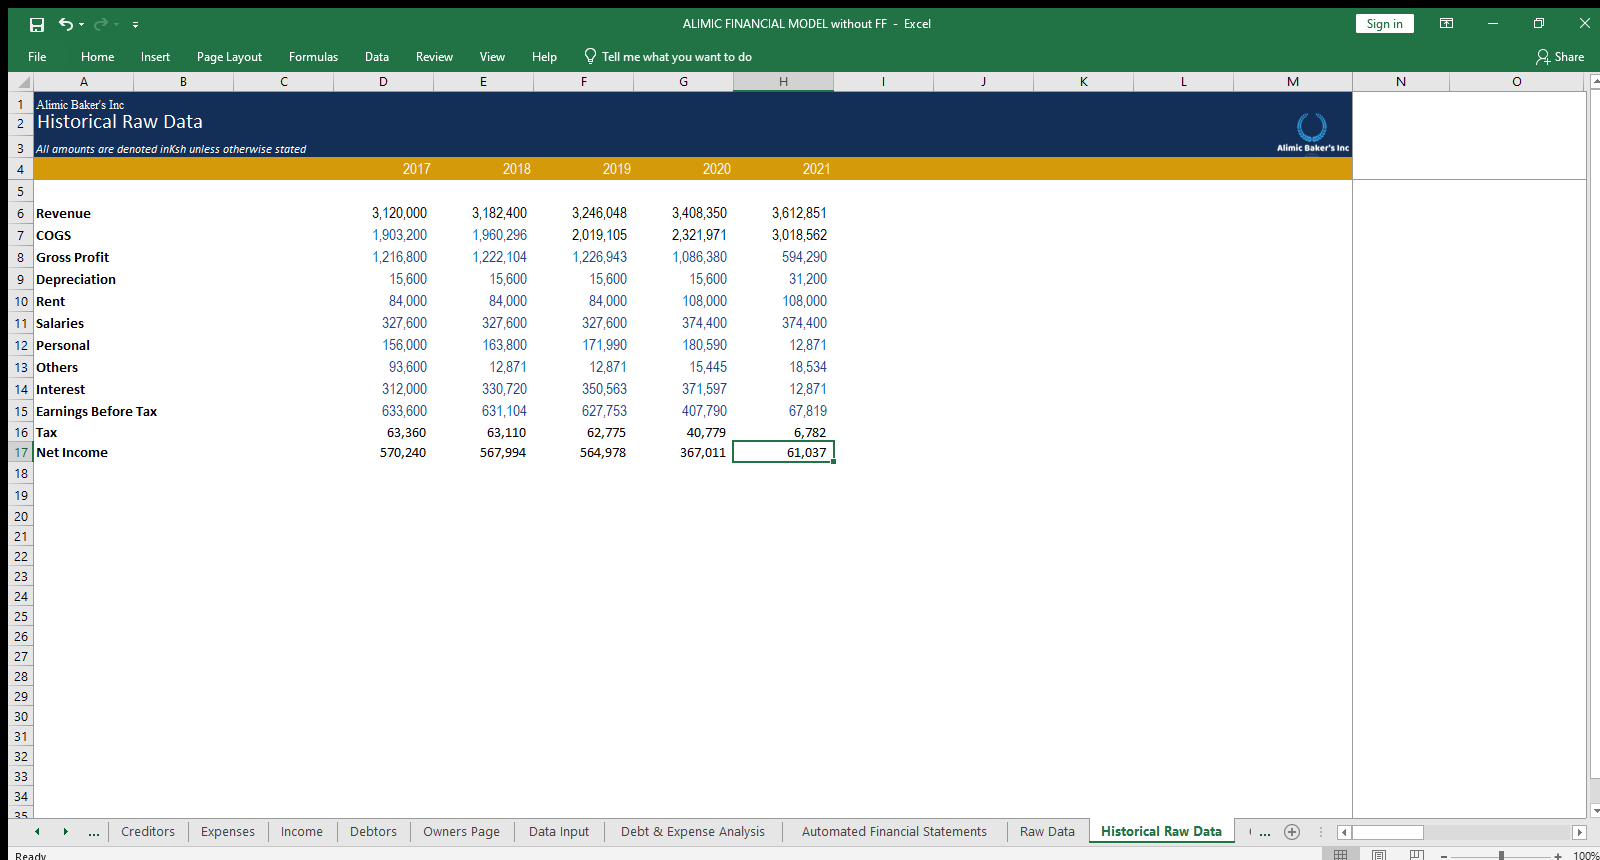 ALIMIC FINANCIAL MODEL without FF - Excel
Sign in
File Home Insert Page Layout Formulas Data Review View Help Tell me what you want to do Share
A B C D E F G H I J K L M N O
1 Alimic Baker's Inc
2 Historical Raw Data
3 All amounts are denoted inKsh unless otherwise stated
Alimic Baker's Inc
4 2017 2018 2019 2020 2021
5
6 Revenue 3,120,000 3,182,400 3,246,048 3,408,350 3,612,851
7 COGS 1,903,200 1,960,296 2,019,105 2,321,971 3,018,562
8 Gross Profit 1,216,800 1,222,104 1,226,943 1,086,380 594,290
9 Depreciation 15,600 15,600 15,600 15,600 31,200
10 Rent 84,000 84,000 84,000 108,000 108,000
11 Salaries 327,600 327,600 327,600 374,400 374,400
12 Personal 156,000 163,800 171,990 180,590 12,871
13 Others 93,600 12,871 12,871 15,445 18,534
14 Interest 312,000 330,720 350,563 371,597 12,871
15 Earnings Before Tax 633,600 631,104 627,753 407,790 67,819
16 Tax 63,360 63,110 62,775 40,779 6,782
17 Net Income 570,240 567,994 564,978 367,011 61,037
18
19
20
21
22
23
24
25
26
27
28
29
30
31
32
33
34
35
... Creditors Expenses Income Debtors Owners Page Data Input Debt & Expense Analysis Automated Financial Statements Raw Data Historical Raw Data ...
Ready 100%